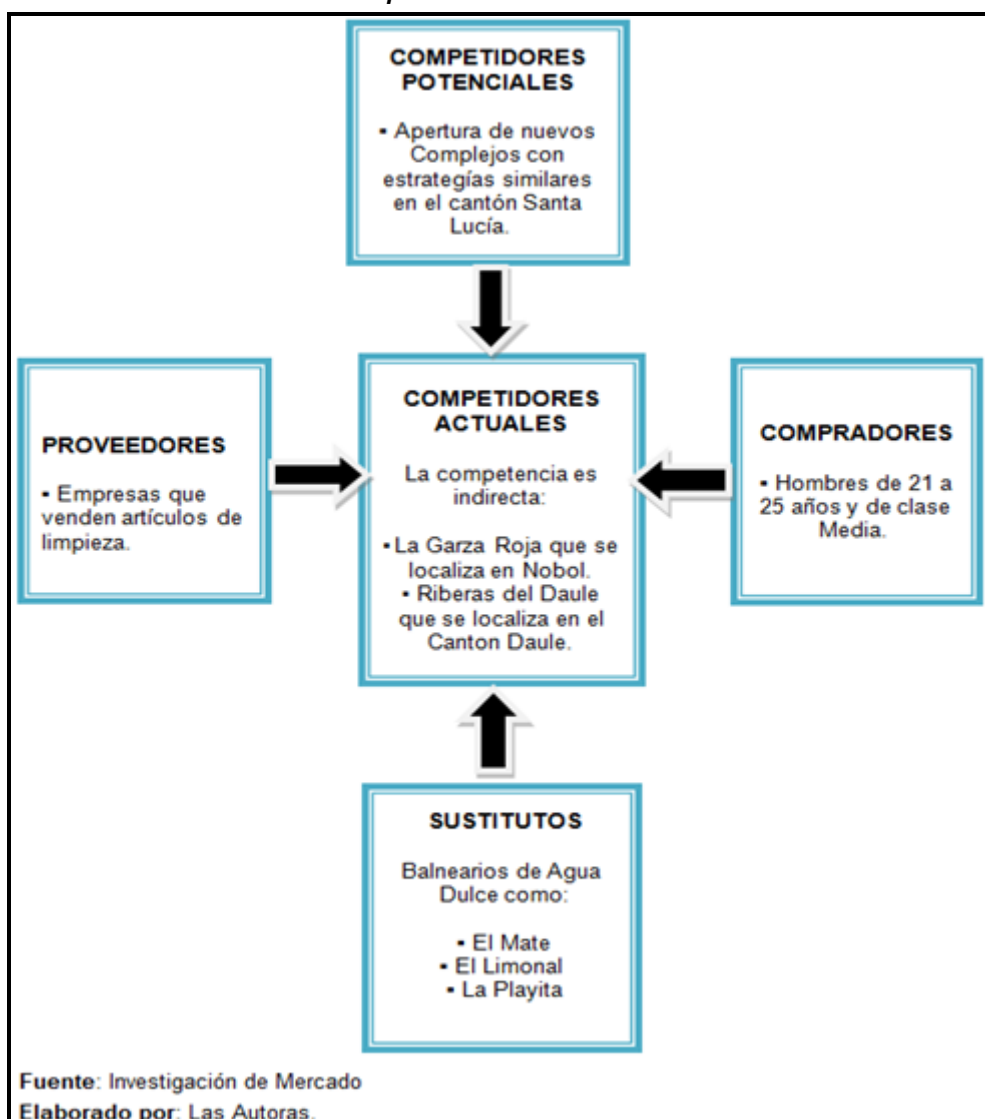 COMPETIDORES
POTENCIALES
▪ Apertura de nuevos
Complejos con
estrategías similares
en el cantón Santa
Lucía.
PROVEEDORES
▪ Empresas que
venden artículos de
limpieza.
COMPETIDORES
ACTUALES
La competencia es
indirecta:
▪ La Garza Roja que se
localiza en Nobol.
▪ Riberas del Daule
que se localiza en el
Canton Daule.
COMPRADORES
▪ Hombres de 21 a
25 años y de clase
Media.
SUSTITUTOS
Balnearios de Agua
Dulce como:
▪ El Mate
▪ El Limonal
▪ La Playita
Fuente: Investigación de Mercado
Elaborado por: Las Autoras.